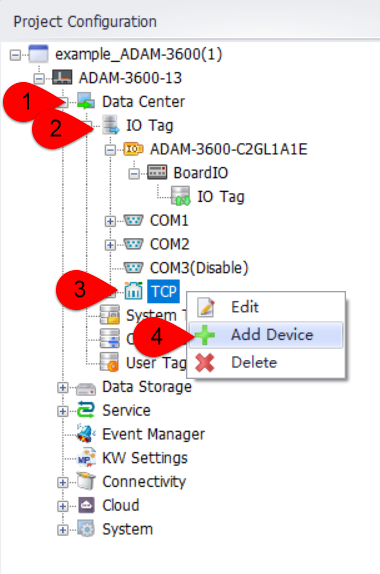 Project Configuration
example_ADAM-3600(1)
ADAM-3600-13
1 Data Center
2 IO Tag
ADAM-3600-C2GL1A1E
BoardIO
IO Tag
COM1
COM2
COM3(Disable)
3 TCP
Edit
System
4 Add Device
User Tag
Delete
Data Storage
Service
Event Manager
KW Settings
Connectivity
Cloud
System